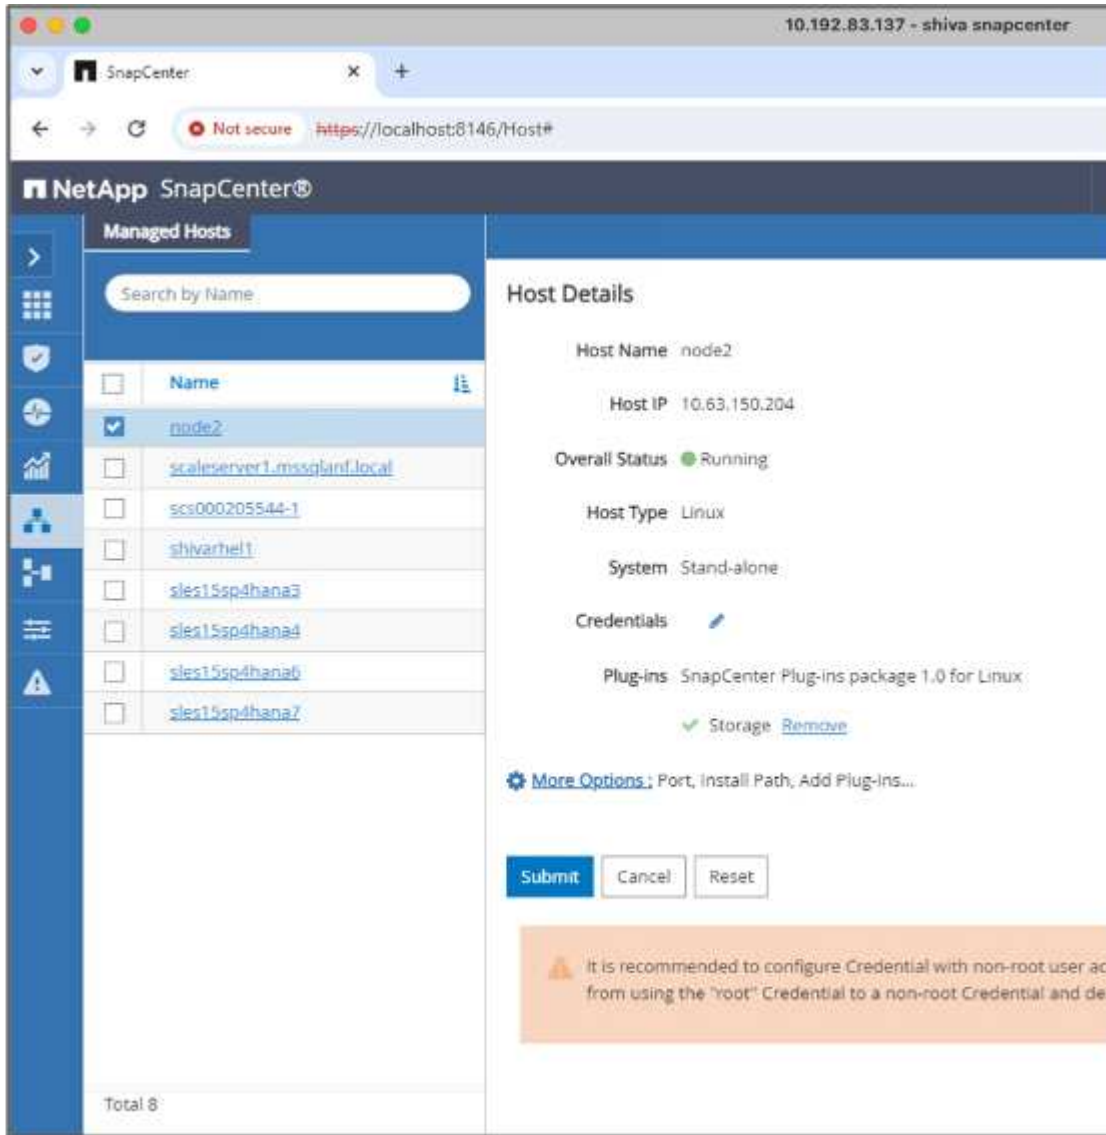 10.192.83.137 - shiva snapcenter
SnapCenter
Not secure https://localhost:8146/Host#
NetApp SnapCenter®
Managed Hosts
Search by Name
Name
node2
scaleserver1.mssqlanf.local
scs000205544-1
shivarhel1
sles15sp4hana3
sles15sp4hana4
sles15sp4hana6
sles15sp4hana7
Total 8
Host Details
Host Name node2
Host IP 10.63.150.204
Overall Status Running
Host Type Linux
System Stand-alone
Credentials
Plug-ins SnapCenter Plug-ins package 1.0 for Linux
Storage Remove
More Options : Port, Install Path, Add Plug-Ins...
Submit Cancel Reset
It is recommended to configure Credential with non-root user ac
from using the "root" Credential to a non-root Credential and de